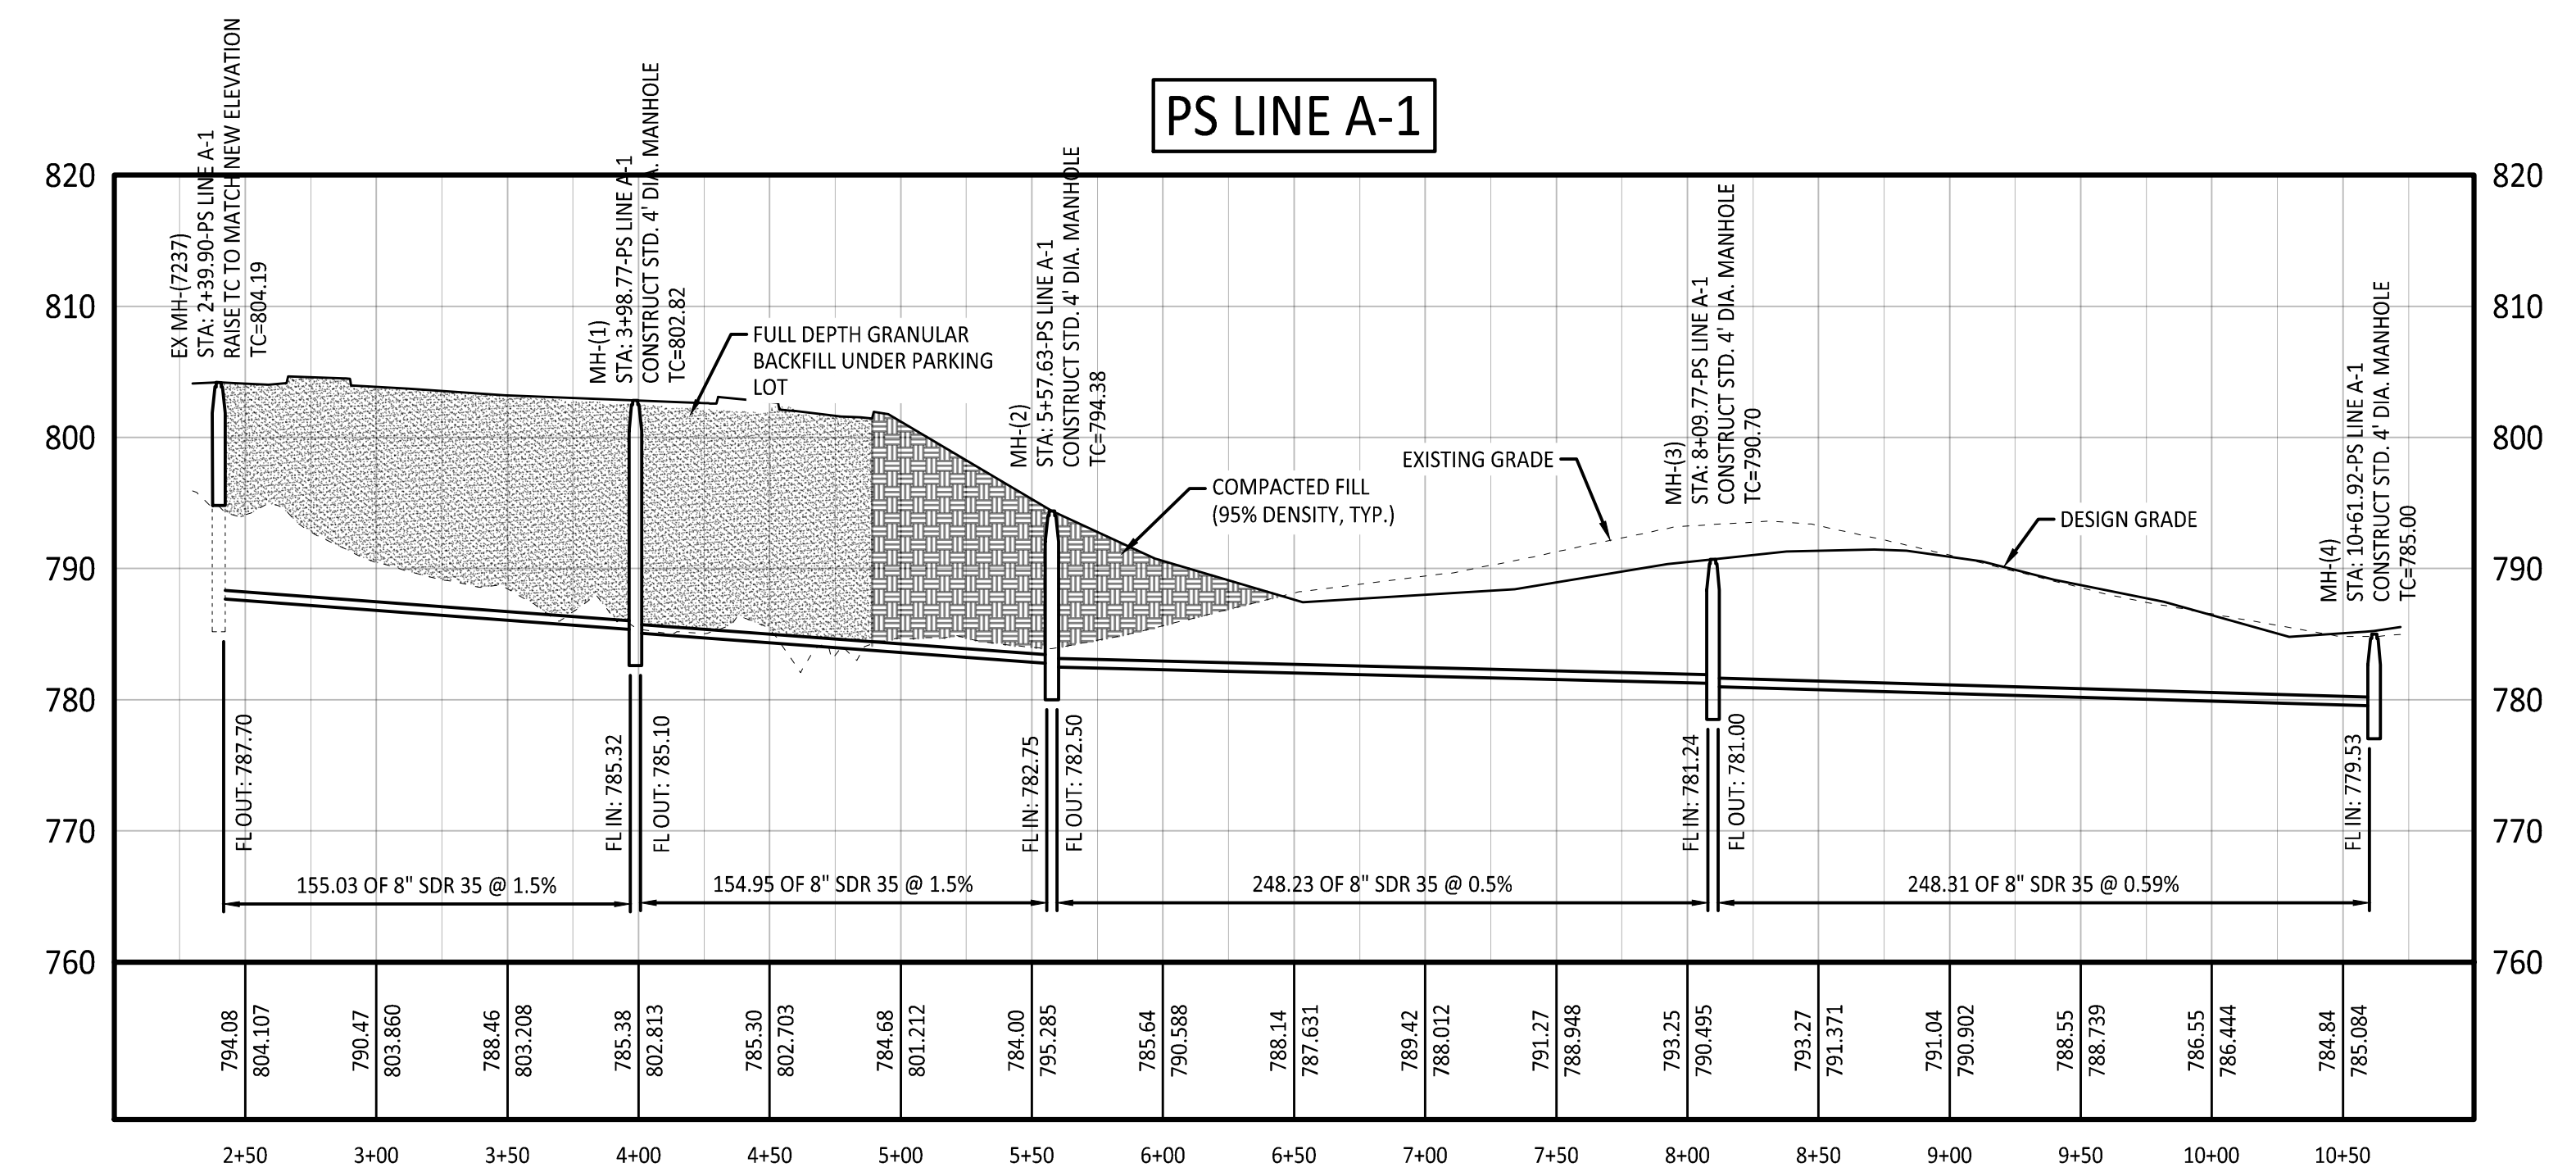 PS LINE A-1
820
820
810
810
800
800
790
790
780
780
770
770
760
760
EX MH-(7237)
STA: 2+39.90-PS LINE A-1
RAISE TC TO MATCH NEW ELEVATION
TC=804.19
MH-(1)
STA: 3+98.77-PS LINE A-1
CONSTRUCT STD. 4' DIA. MANHOLE
TC=802.82
FULL DEPTH GRANULAR
BACKFILL UNDER PARKING
LOT
MH-(2)
STA: 5+57.63-PS LINE A-1
CONSTRUCT STD. 4' DIA. MANHOLE
TC=794.38
COMPACTED FILL
(95% DENSITY, TYP.)
EXISTING GRADE
MH-(3)
STA: 8+09.77-PS LINE A-1
CONSTRUCT STD. 4' DIA. MANHOLE
TC=790.70
DESIGN GRADE
MH-(4)
STA: 10+61.92-PS LINE A-1
CONSTRUCT STD. 4' DIA. MANHOLE
TC=785.00
FL OUT: 787.70
FL IN: 785.32
FL OUT: 785.10
FL IN: 782.75
FL OUT: 782.50
FL IN: 781.24
FL OUT: 781.00
FL IN: 779.53
155.03 OF 8" SDR 35 @ 1.5%
154.95 OF 8" SDR 35 @ 1.5%
248.23 OF 8" SDR 35 @ 0.5%
248.31 OF 8" SDR 35 @ 0.59%
794.08
804.107
790.47
803.860
788.46
803.208
785.38
802.813
785.30
802.703
784.68
801.212
784.00
795.285
785.64
790.588
788.14
787.631
789.42
788.012
791.27
788.948
793.25
790.495
793.27
791.371
791.04
790.902
788.55
788.739
786.55
786.444
784.84
785.084
2+50
3+00
3+50
4+00
4+50
5+00
5+50
6+00
6+50
7+00
7+50
8+00
8+50
9+00
9+50
10+00
10+50